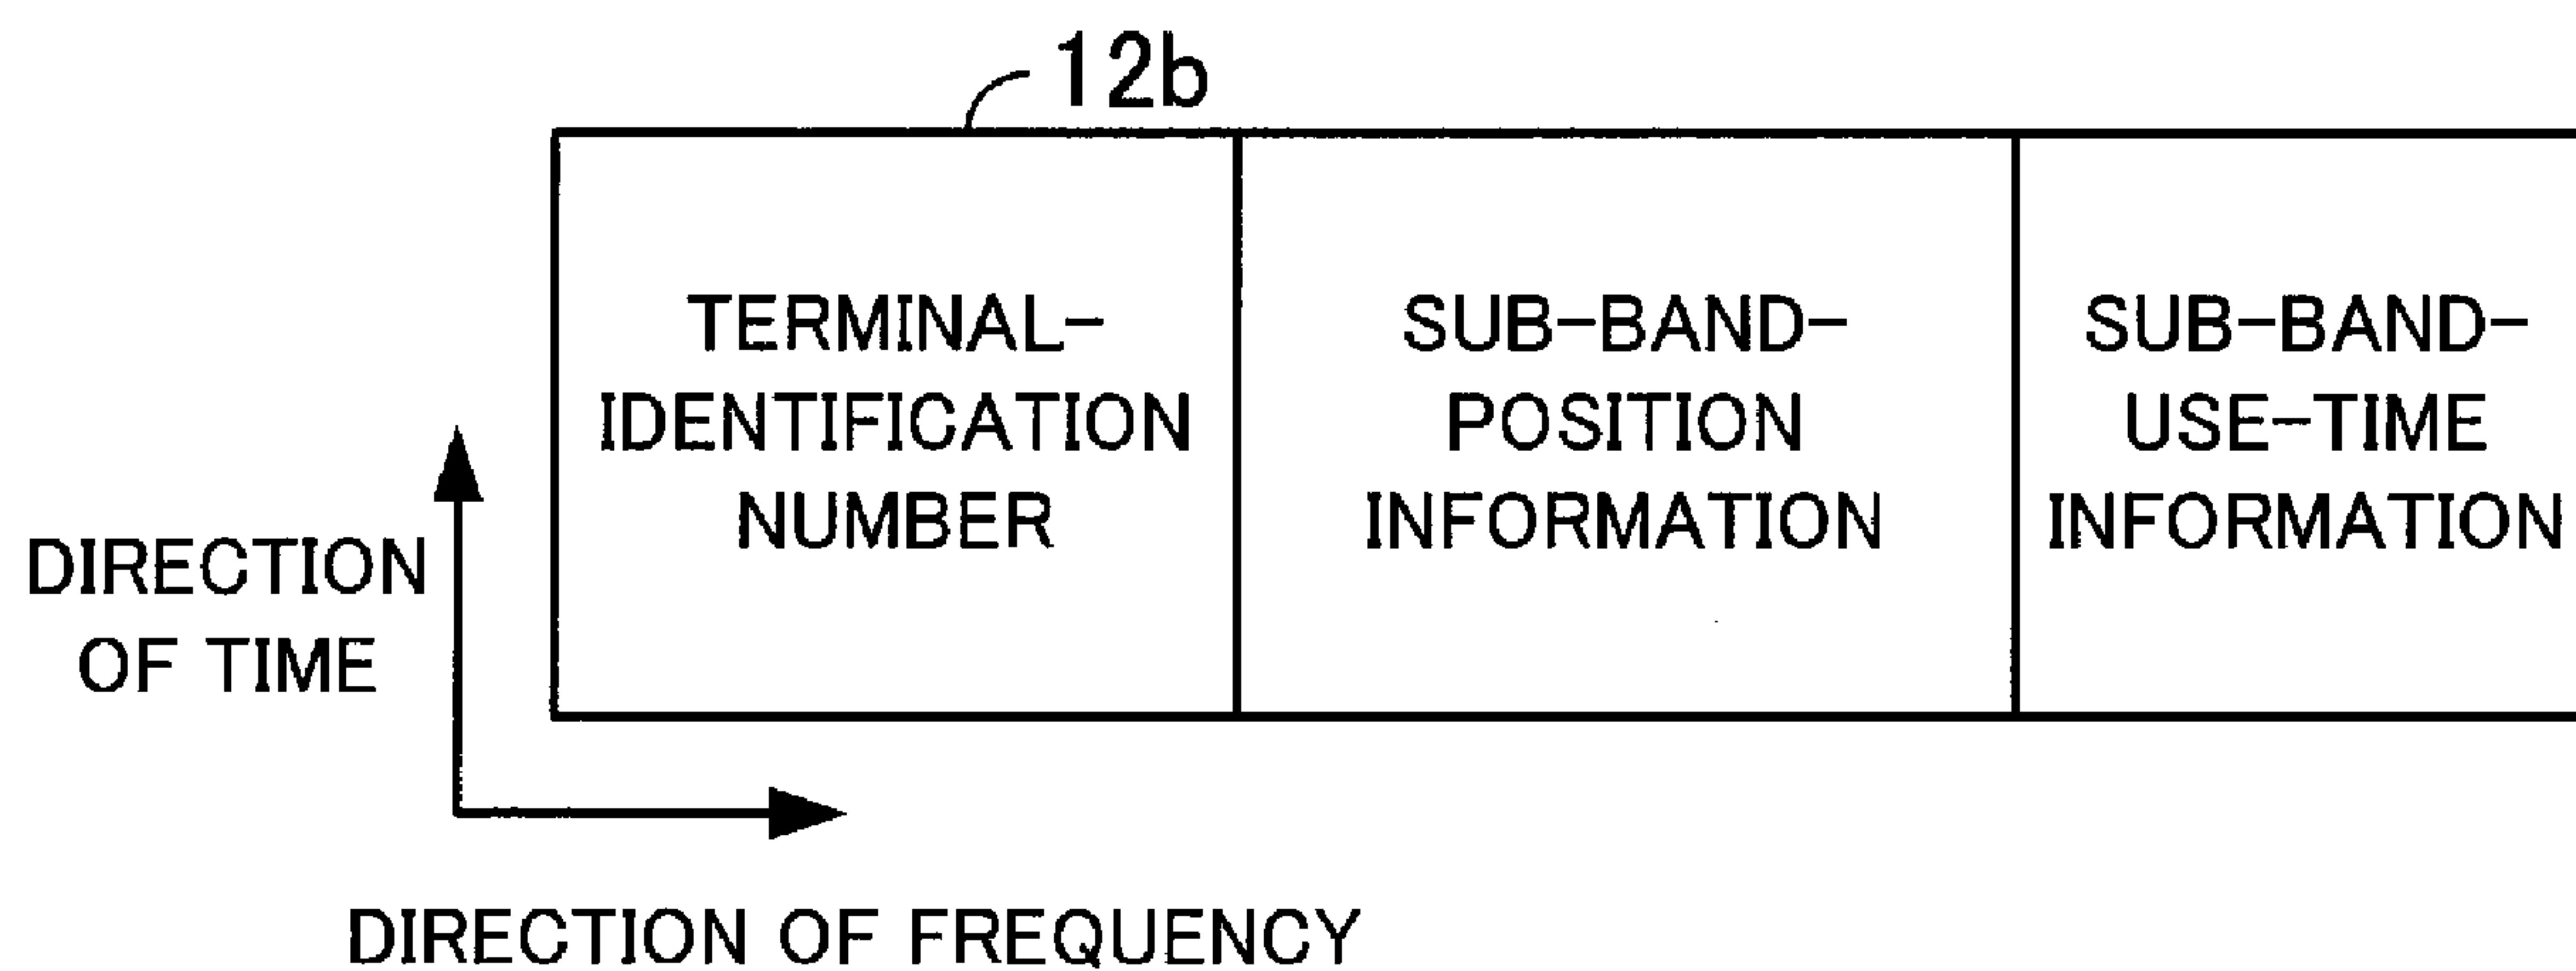 12b
TERMINAL-
IDENTIFICATION
NUMBER
SUB-BAND-
POSITION
INFORMATION
SUB-BAND-
USE-TIME
INFORMATION
DIRECTION
OF TIME
DIRECTION OF FREQUENCY